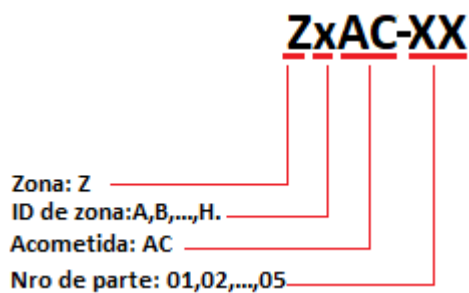 ZxAC-XX
Zona: Z
ID de zona:A,B,...,H.
Acometida: AC
Nro de parte: 01,02,...,05